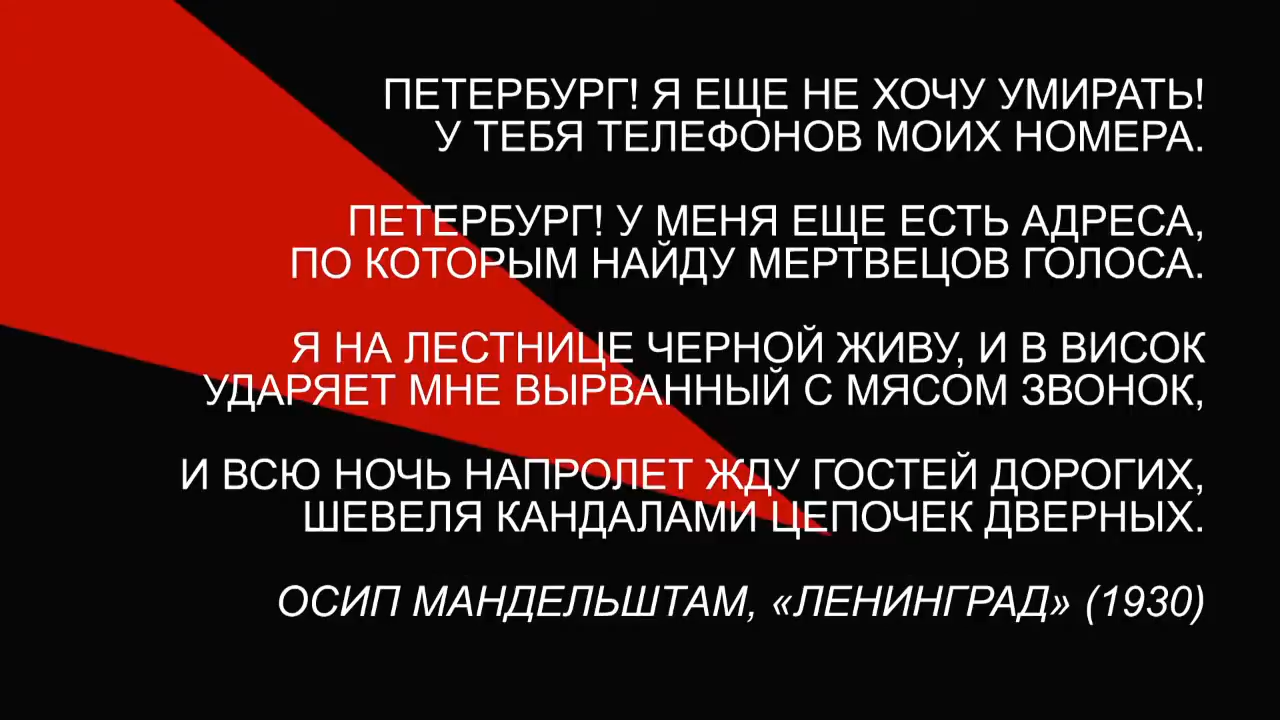 ПЕТЕРБУРГ! Я ЕЩЕ НЕ ХОЧУ УМИРАТЬ!
У ТЕБЯ ТЕЛЕФОНОВ МОИХ НОМЕРА.
ПЕТЕРБУРГ! У МЕНЯ ЕЩЕ ЕСТЬ АДРЕСА,
ПО КОТОРЫМ НАЙДУ МЕРТВЕЦОВ ГОЛОСА.
Я НА ЛЕСТНИЦЕ ЧЕРНОЙ ЖИВУ, И В ВИСОК
УДАРЯЕТ МНЕ ВЫРВАННЫЙ С МЯСОМ ЗВОНОК,
И ВСЮ НОЧЬ НАПРОЛЕТ ЖДУ ГОСТЕЙ ДОРОГИХ,
ШЕВЕЛЯ КАНДАЛАМИ ЦЕПОЧЕК ДВЕРНЫХ.
ОСИП МАНДЕЛЬШТАМ, «ЛЕНИНГРАД» (1930)